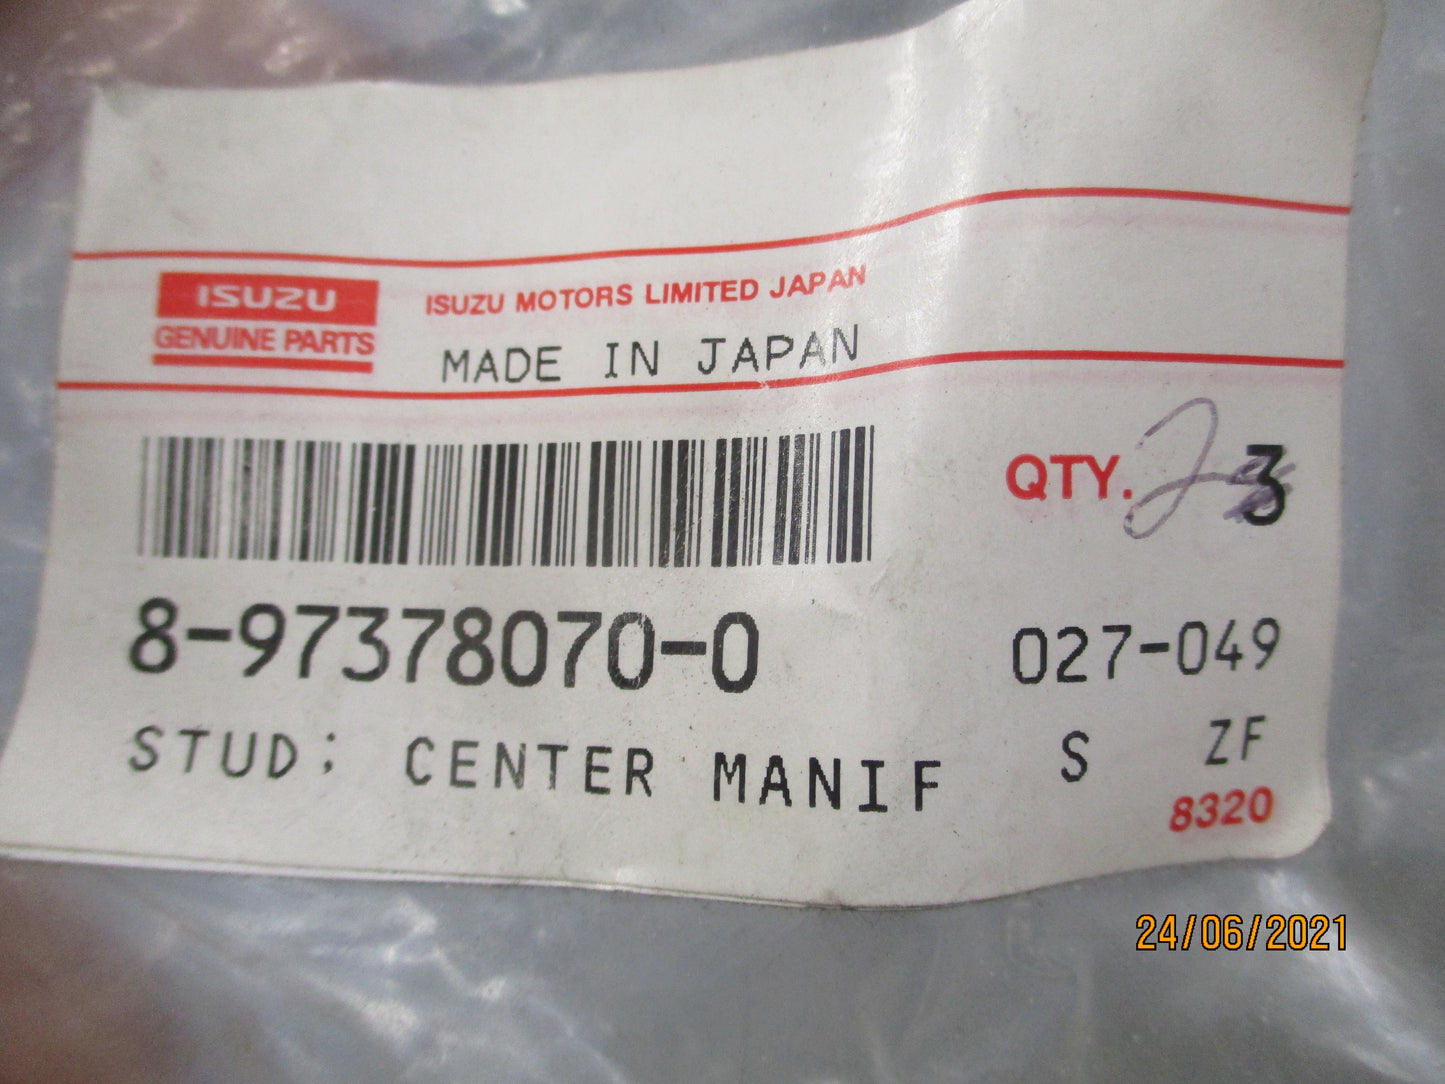 ISUZU
GENUINE PARTS
ISUZU MOTORS LIMITED JAPAN
MADE IN JAPAN
QTY. 2 3
8-97378070-0
027-049
STUD; CENTER MANIF
S ZF
8320
24/06/2021